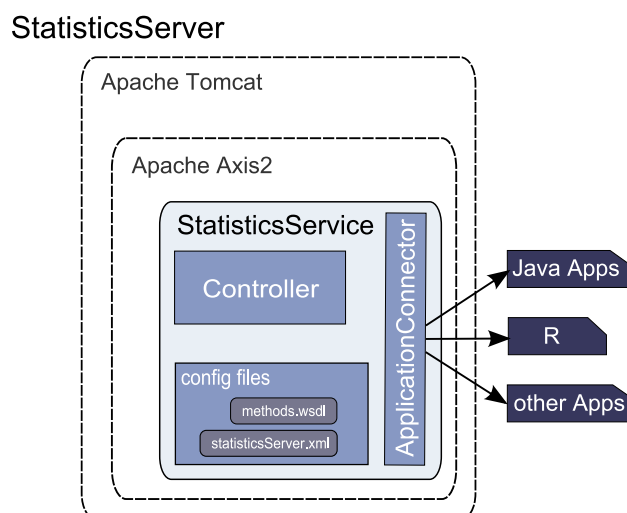 StatisticsServer
Apache Tomcat
Apache Axis2
StatisticsService
Controller
config files
methods.wsdl
statisticsServer.xml
ApplicationConnector
Java Apps
R
other Apps